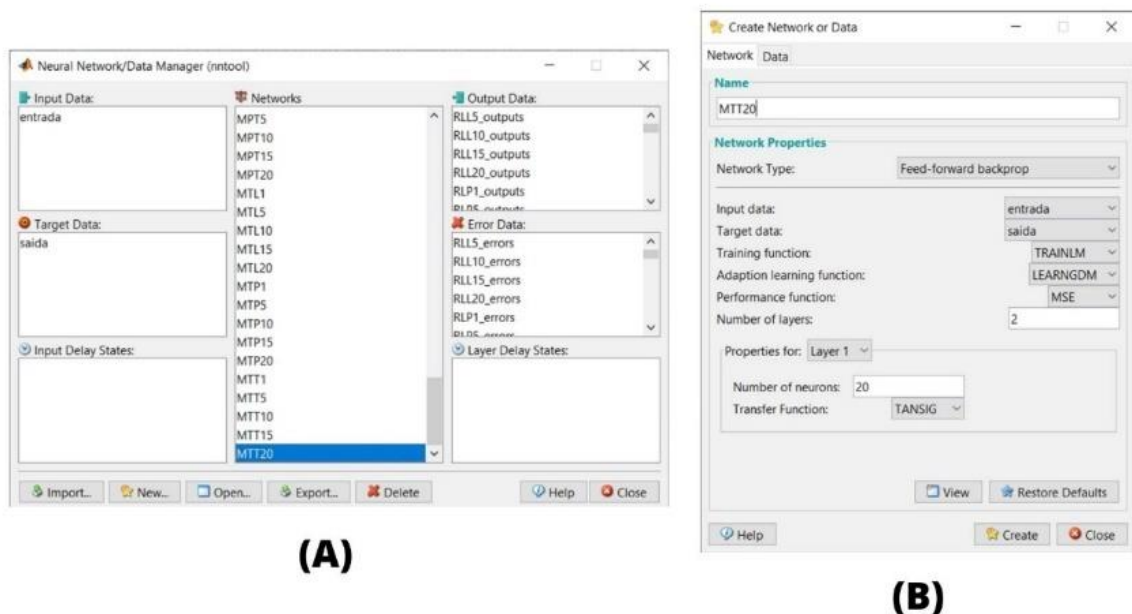 Neural Network/Data Manager (nntool)
Input Data:
entrada
Target Data:
saida
Input Delay States:
Networks
MPT5
MPT10
MPT15
MPT20
MTL1
MTL5
MTL10
MTL15
MTL20
MTP1
MTP5
MTP10
MTP15
MTP20
MTT1
MTT5
MTT10
MTT15
MTT20
Output Data:
RLL5_outputs
RLL10_outputs
RLL15_outputs
RLL20_outputs
RLP1_outputs
RLP5_outputs
Error Data:
RLL5_errors
RLL10_errors
RLL15_errors
RLL20_errors
RLP1_errors
RLP5_errors
Layer Delay States:
Import... New... Open... Export... Delete Help Close
(A)
Create Network or Data
Network Data
Name
MTT20
Network Properties
Network Type: Feed-forward backprop
Input data: entrada
Target data: saida
Training function: TRAINLM
Adaption learning function: LEARNGDM
Performance function: MSE
Number of layers: 2
Properties for: Layer 1
Number of neurons: 20
Transfer Function: TANSIG
View Restore Defaults
Help Create Close
(B)